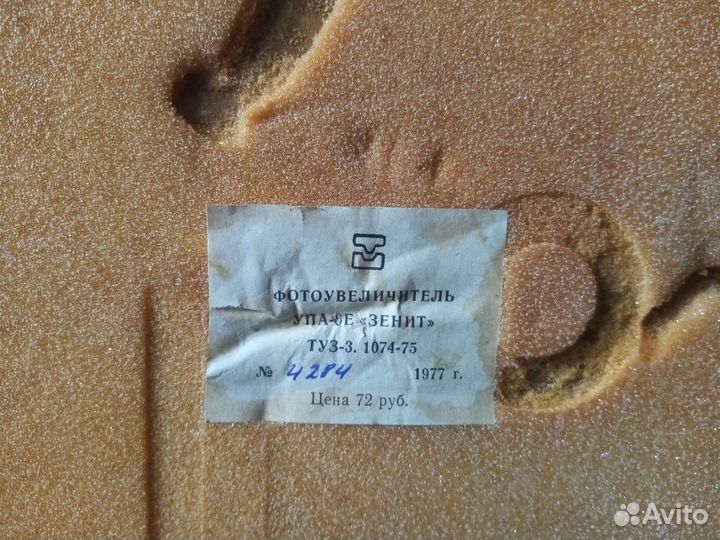 ФОТОУВЕЛИЧИТЕЛЬ
УПА-6Е «ЗЕНИТ»
ТУЗ-3. 1074-75
№ 4284 1977 г.
Цена 72 руб.
Avito